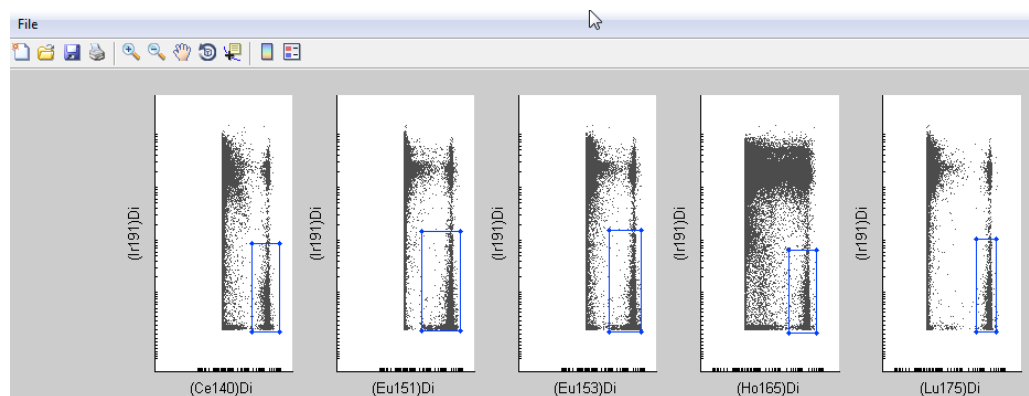 File
(Ir191)Di
(Ir191)Di
(Ir191)Di
(Ir191)Di
(Ir191)Di
(Ce140)Di
(Eu151)Di
(Eu153)Di
(Ho165)Di
(Lu175)Di